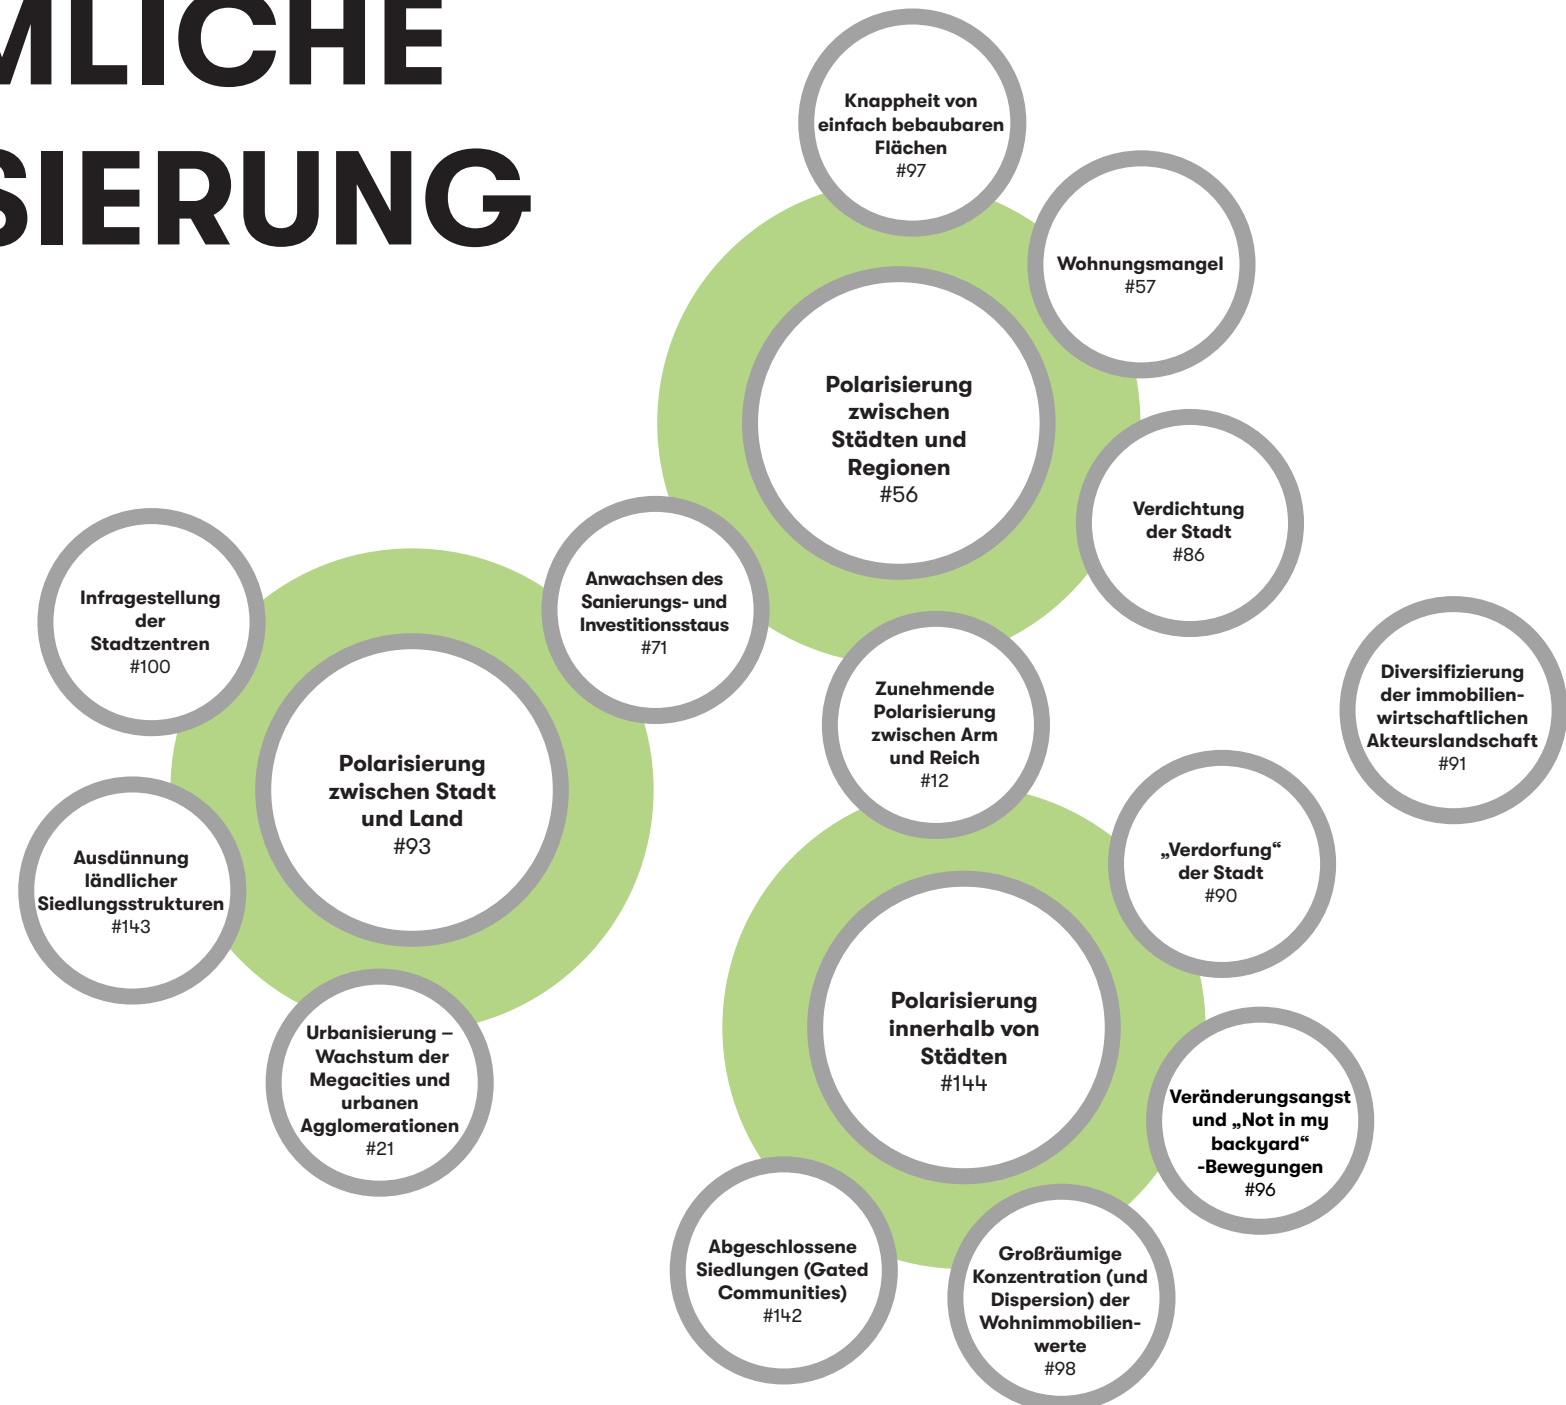 MLICHE
SIERUNG
Knappheit von
einfach bebaubaren
Flächen
#97
Wohnungsmangel
#57
Polarisierung
zwischen
Städten und
Regionen
#56
Verdichtung
der Stadt
#86
Anwachsen des
Sanierungs- und
Investitionsstaus
#71
Infragestellung
der
Stadtzentren
#100
Zunehmende
Polarisierung
zwischen Arm
und Reich
#12
Diversifizierung
der immobilien-
wirtschaftlichen
Akteurslandschaft
#91
Polarisierung
zwischen Stadt
und Land
#93
Ausdünnung
ländlicher
Siedlungsstrukturen
#143
„Verdorfung“
der Stadt
#90
Urbanisierung –
Wachstum der
Megacities und
urbanen
Agglomerationen
#21
Polarisierung
innerhalb von
Städten
#144
Veränderungsangst
und „Not in my
backyard“
-Bewegungen
#96
Abgeschlossene
Siedlungen (Gated
Communities)
#142
Großräumige
Konzentration (und
Dispersion) der
Wohnimmobilien-
werte
#98